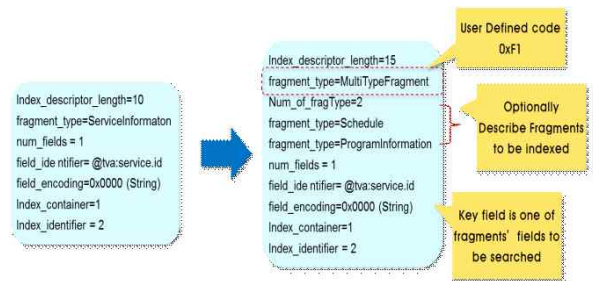 Index_descriptor_length=10
fragment_type=ServiceInformaton
num_fields = 1
field_ide ntifier= @tva:service.id
field_encoding=0x0000 (String)
Index_container=1
Index_identifier = 2
Index_descriptor_length=15
fragment_type=MultiTypeFragment
Num_of_fragType=2
fragment_type=Schedule
fragment_type=ProgramInformation
num_fields = 1
field_ide ntifier= @tva:service.id
field_encoding=0x0000 (String)
Index_container=1
Index_identifier = 2
User Defined code
0xF1
Optionally
Describe Fragments
to be indexed
Key field is one of
fragments' fields to
be searched